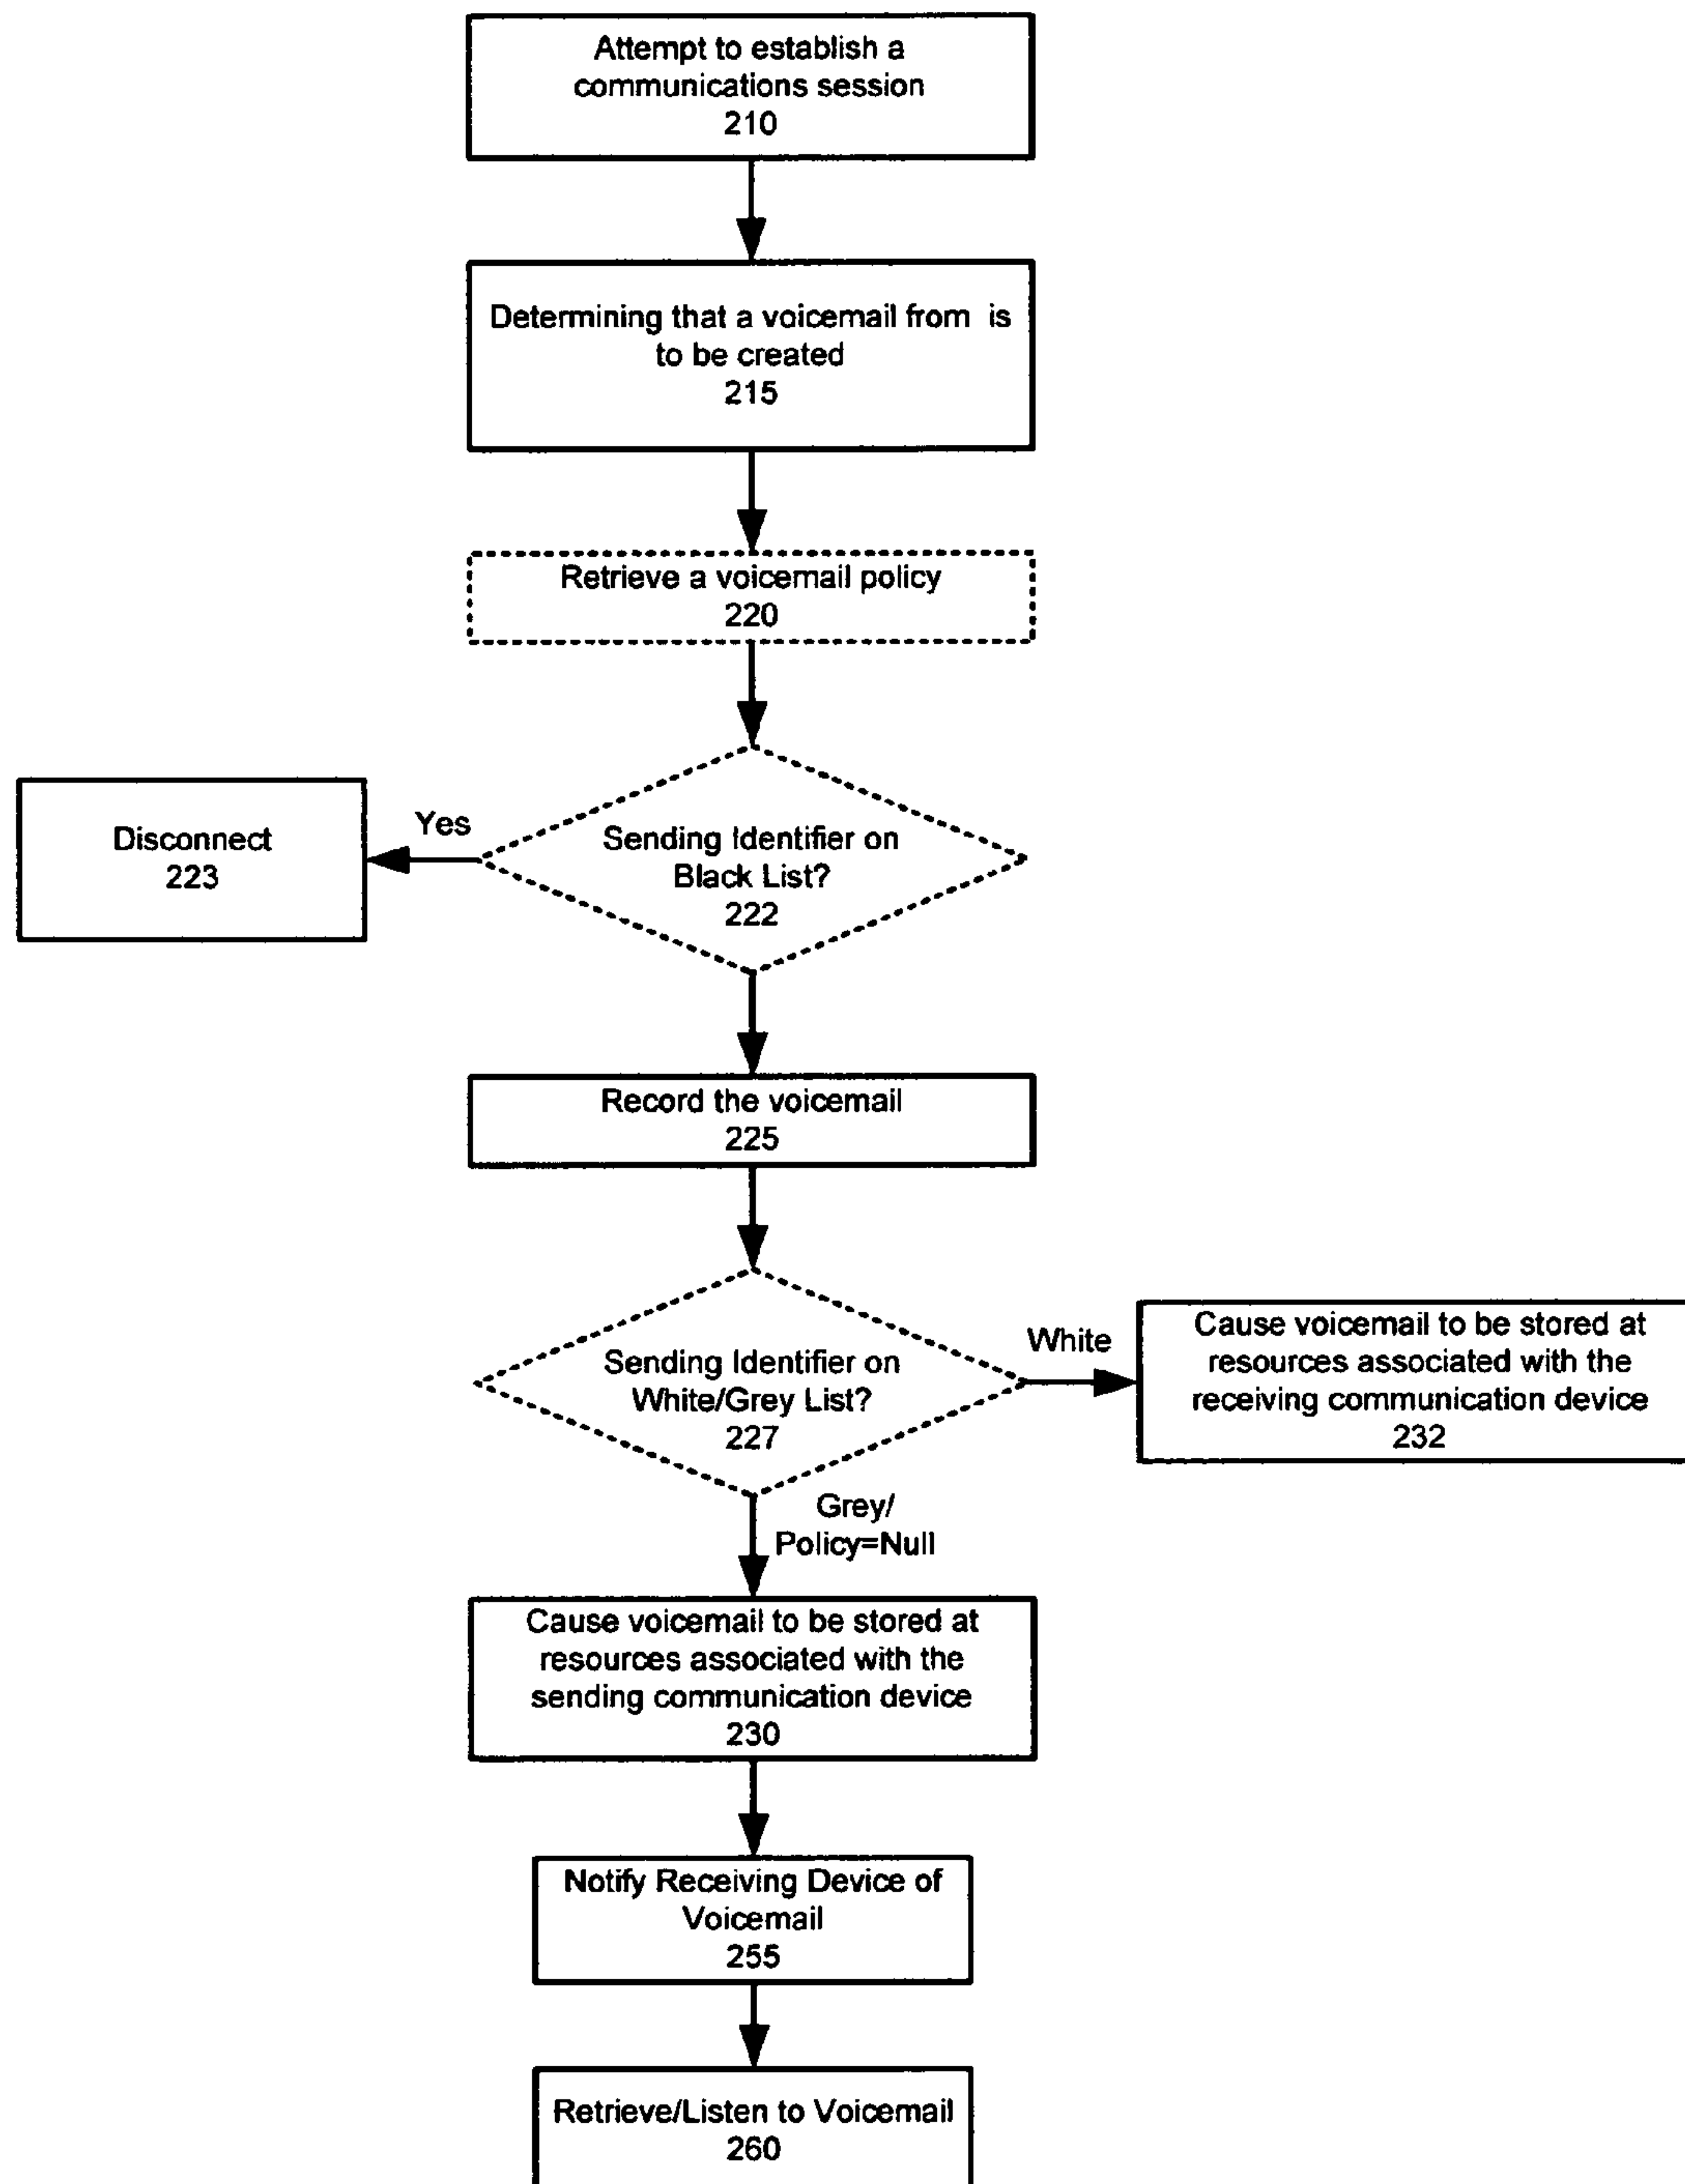 Attempt to establish a
communications session
210
Determining that a voicemail from is
to be created
215
Retrieve a voicemail policy
220
Yes
Disconnect
223
Sending Identifier on
Black List?
222
Record the voicemail
225
Sending Identifier on
White/Grey List?
227
White
Cause voicemail to be stored at
resources associated with the
receiving communication device
232
Grey/
Policy=Null
Cause voicemail to be stored at
resources associated with the
sending communication device
230
Notify Receiving Device of
Voicemail
255
Retrieve/Listen to Voicemail
260